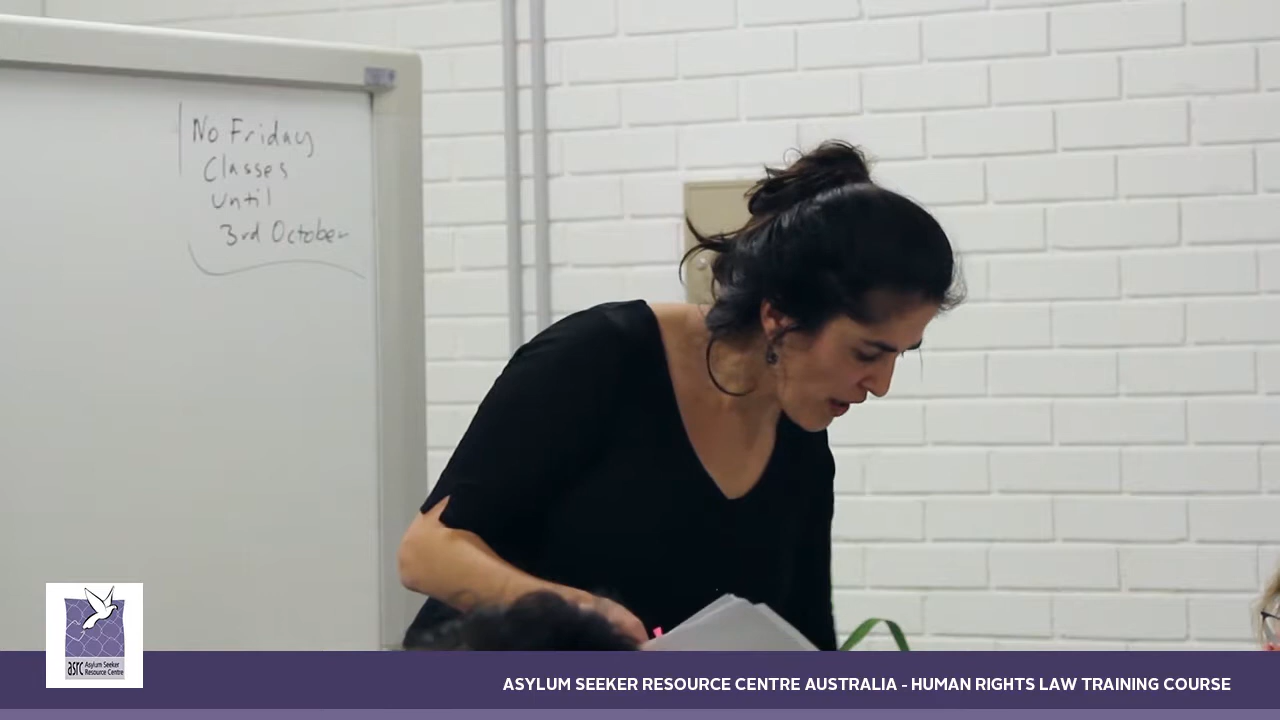 No Friday
Classes
Until
3rd October
asrc Asylum Seeker
Resource Centre
ASYLUM SEEKER RESOURCE CENTRE AUSTRALIA - HUMAN RIGHTS LAW TRAINING COURSE